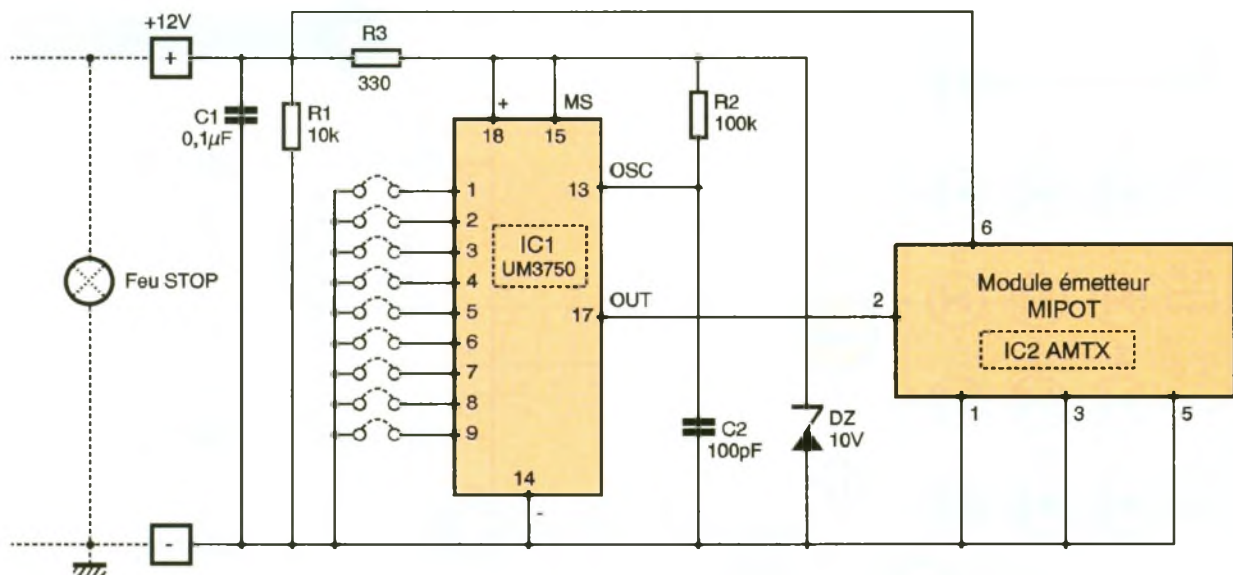 +12V
+
R3
330
C1
0,1µF
R1
10k
+
MS
18
15
R2
100k
OSC
13
1
2
3
4
5
6
7
8
9
IC1
UM3750
OUT
17
14
-
Feu STOP
-
C2
100pF
DZ
10V
6
2
Module émetteur
MIPOT
IC2 AMTX
1
3
5